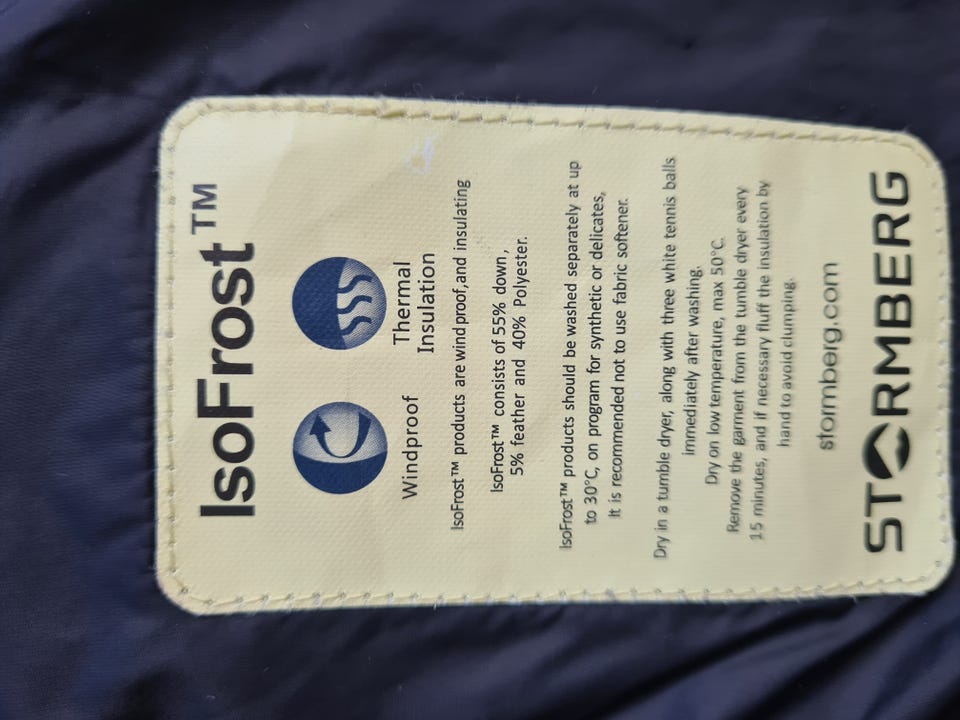 IsoFrost™
Windproof
Thermal
Insulation
IsoFrost™ products are windproof,and insulating
IsoFrost™ consists of 55% down,
5% feather and 40% Polyester.
IsoFrost™ products should be washed separately at up
to 30°C, on program for synthetic or delicates,
It is recommended not to use fabric softener.
Dry in a tumble dryer, along with three white tennis balls
immediately after washing.
Dry on low temperature, max 50°C.
Remove the garment from the tumble dryer every
15 minutes, and if necessary fluff the insulation by
hand to avoid clumping.
stormberg.com
STORMBERG